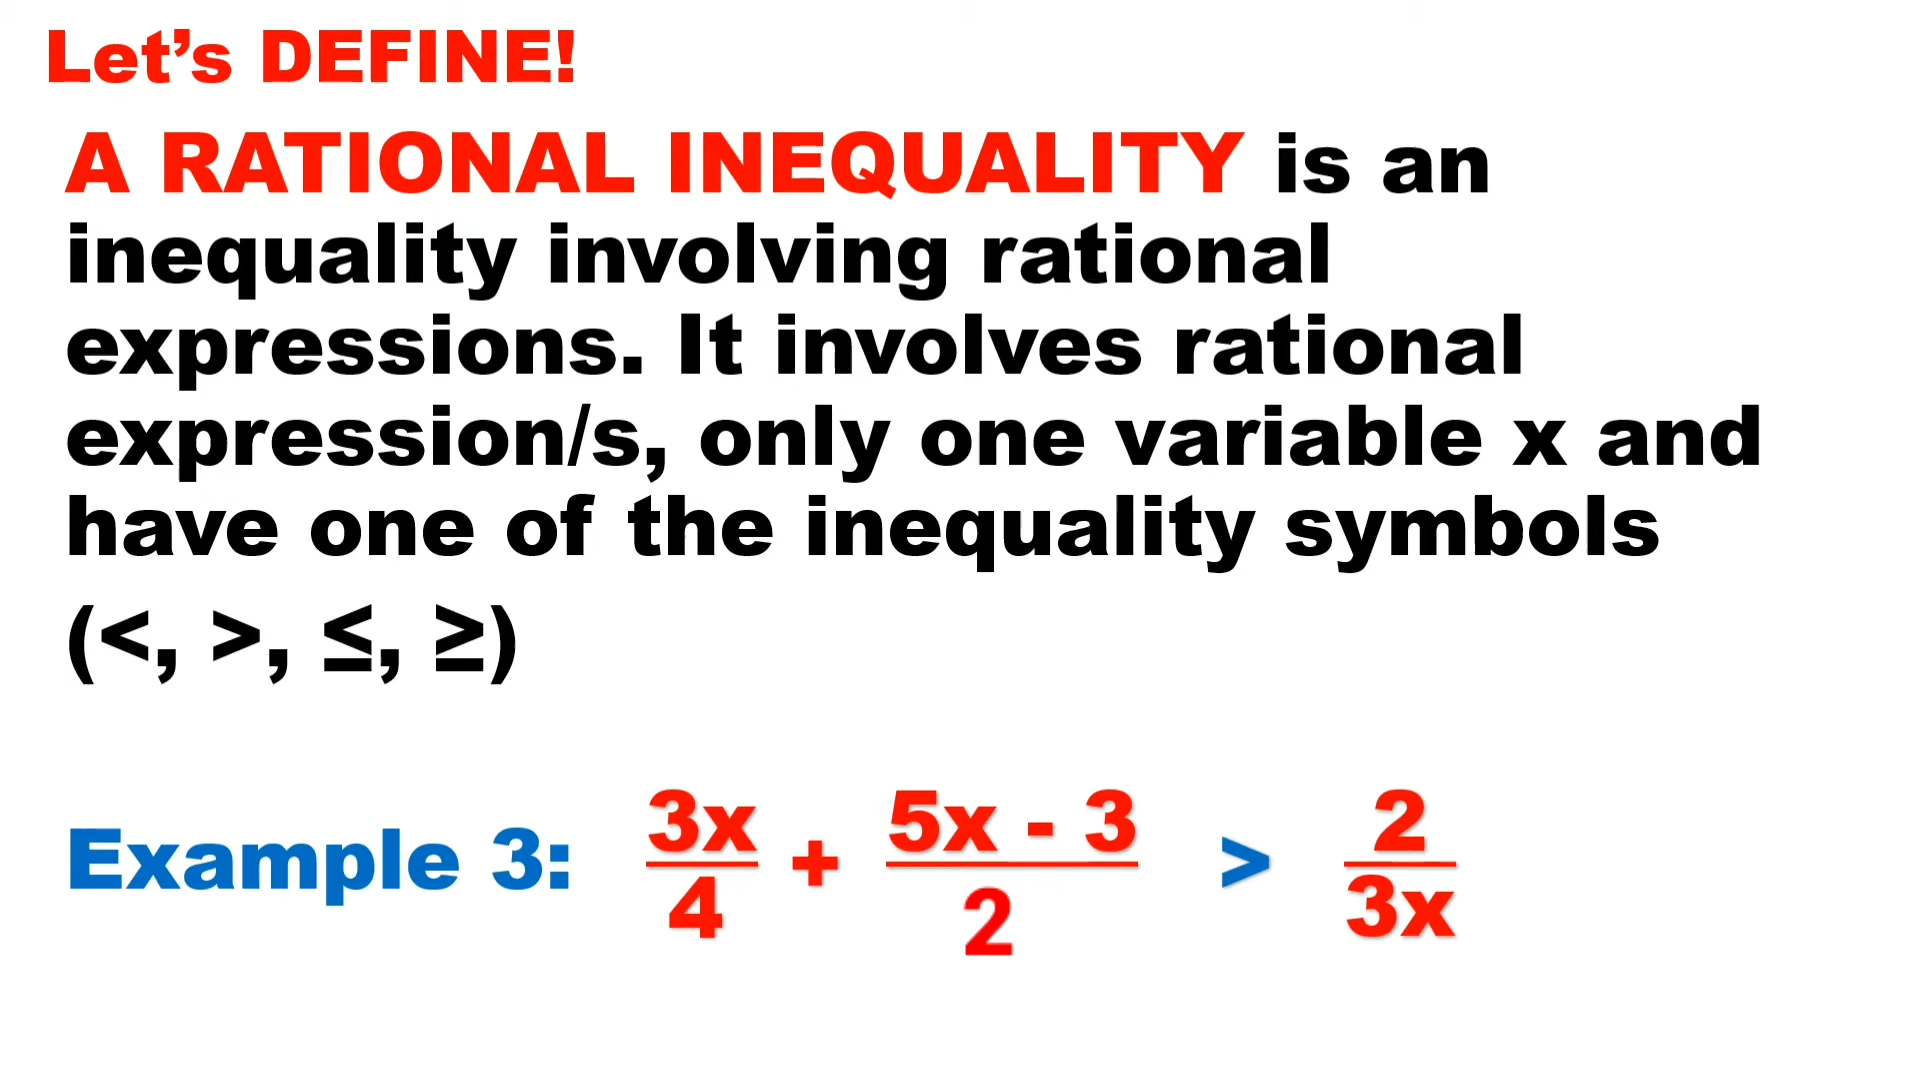 Let’s DEFINE!
A RATIONAL INEQUALITY is an
inequality involving rational
expressions. It involves rational
expression/s, only one variable x and
have one of the inequality symbols
(<, >, ≤, ≥)
Example 3: 3x/4 + 5x - 3/2 > 2/3x